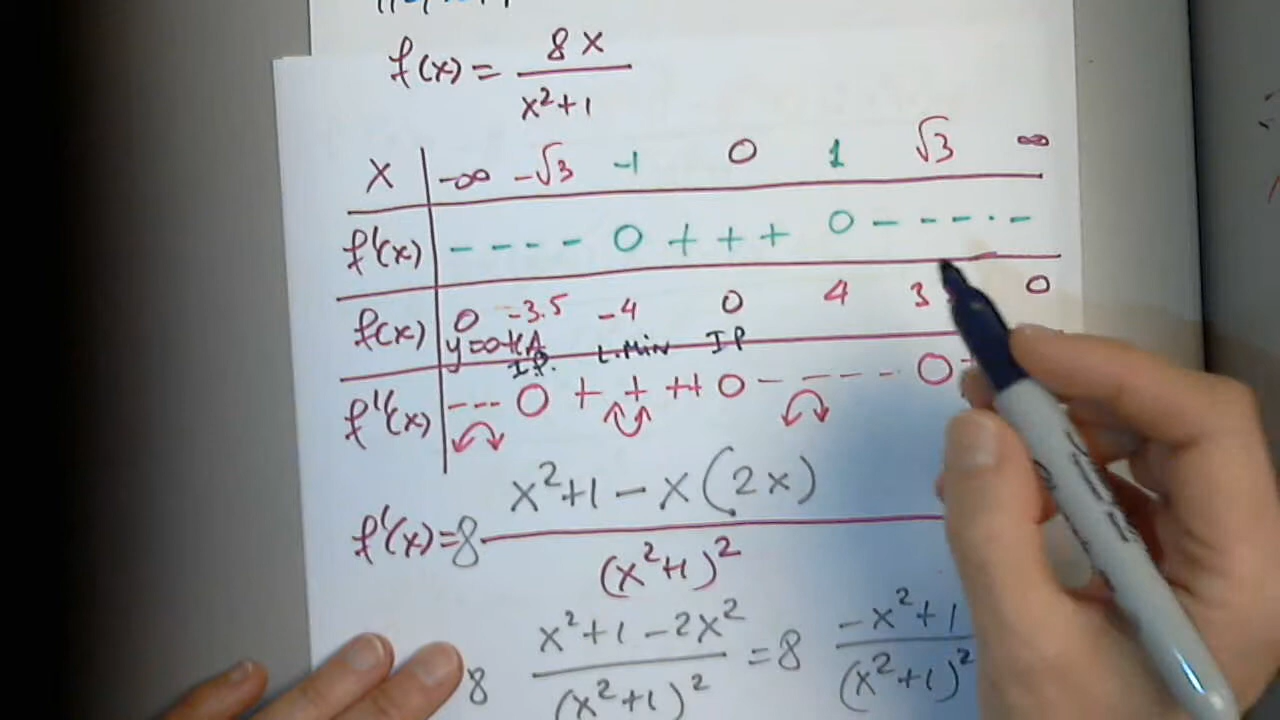 f(x) = 8x / x²+1
x | -∞ -√3 -1 0 1 √3 ∞
f'(x) | - - - - 0 + + + 0 - - - · -
f(x) | 0 -3.5 -4 0 4 3 0
y=0 HA I.P. L.Min IP
f''(x) | - - - 0 + + ++ 0 - - - - 0 +
f'(x)=8 x²+1 - x(2x) / (x²+1)²
8 x²+1-2x² / (x²+1)² = 8 -x²+1 / (x²+1)²